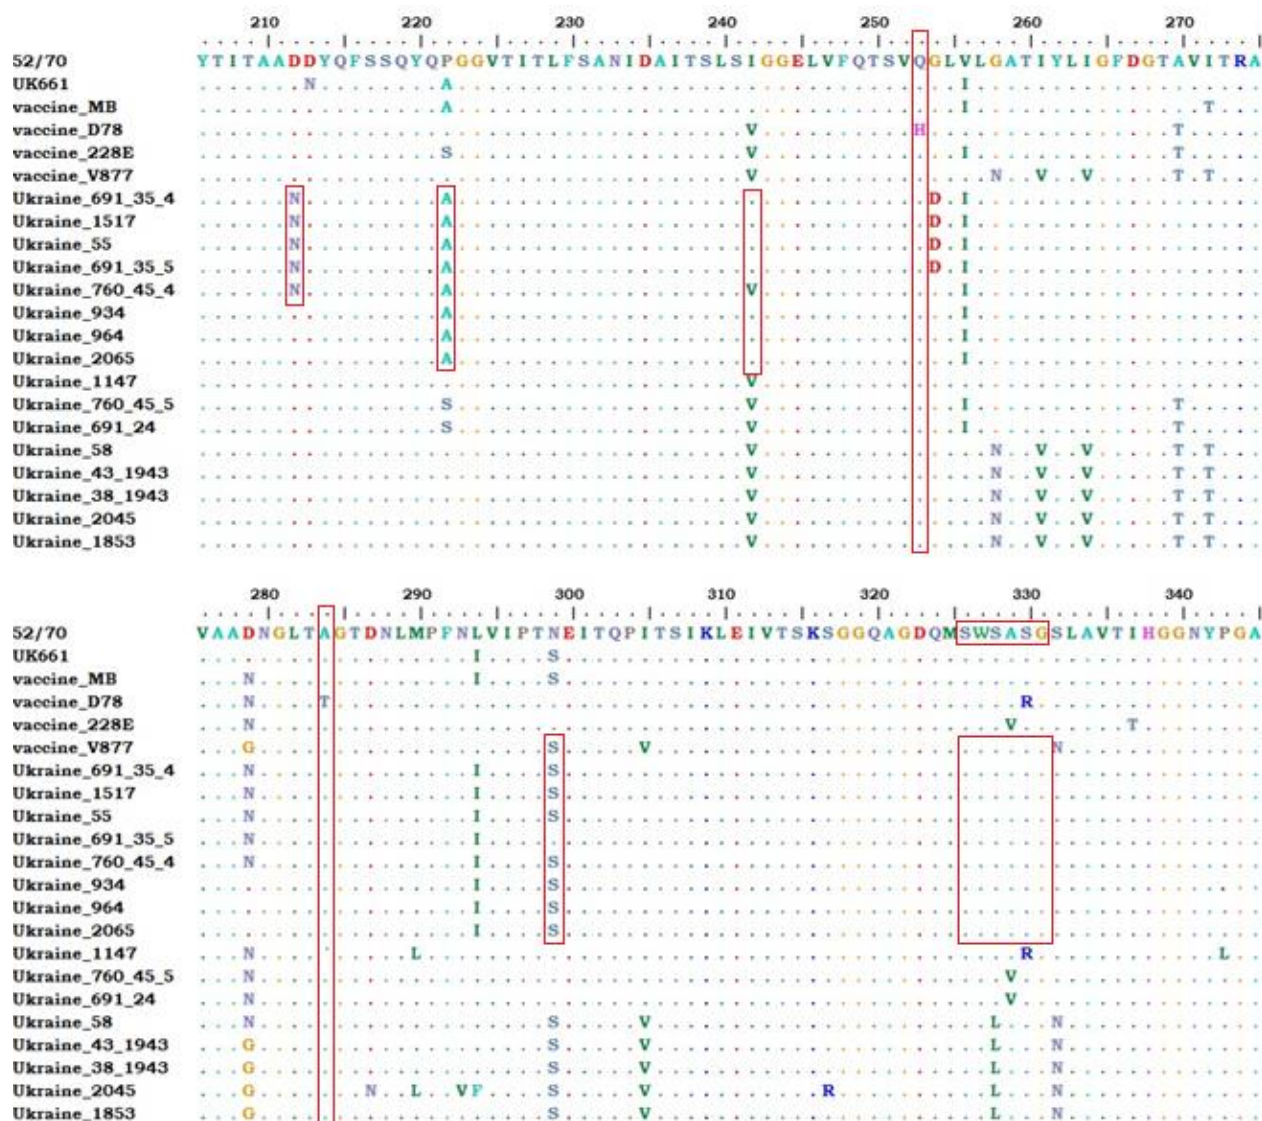 210 220 230 240 250 260 270
52/70 YTITAADDYQFSSQYQPGGVTITLFSANIDAITSLSIGGELVFQTSVQGLVLGATIYLIGFDGTAVITRA
UK661 .......N........A.................................I...................
vaccine_MB ................A.................................I...............T...
vaccine_D78 ....................................V..........H................T.....
vaccine_228E ................S...................V.............I.............T.....
vaccine_V877 ....................................V...............N..V..V.....T.T...
Ukraine_691_35_4 ......N.........A...............................D.I...................
Ukraine_1517 ......N.........A...............................D.I...................
Ukraine_55 ......N.........A...............................D.I...................
Ukraine_691_35_5 ......N.........A...............................D.I...................
Ukraine_760_45_4 ......N.........A...................V.............I...................
Ukraine_934 ................A.................................I...................
Ukraine_964 ................A.................................I...................
Ukraine_2065 ................A.................................I...................
Ukraine_1147 ....................................V.................................
Ukraine_760_45_5 ................S...................V.............I.............T.....
Ukraine_691_24 ................S...................V.............I.............T.....
Ukraine_58 ....................................V...............N..V..V.....T.T...
Ukraine_43_1943 ....................................V...............N..V..V.....T.T...
Ukraine_38_1943 ....................................V...............N..V..V.....T.T...
Ukraine_2045 ....................................V...............N..V..V.....T.T...
Ukraine_1853 ....................................V...............N..V..V.....T.T...
280 290 300 310 320 330 340
52/70 VAADNGLTAGTDNLMPFNLVIPTNEITQPITSIKLEIVTSKSGGQAGDQMSWSASGSLAVTIHGGNYPGA
UK661 ..................I....S..............................................
vaccine_MB ...N..............I....S..............................................
vaccine_D78 ...N....T.............................................R...............
vaccine_228E ...N.................................................V.......T........
vaccine_V877 ...G....................S.....V..........................N.............
Ukraine_691_35_4 ...N..............I....S..............................................
Ukraine_1517 ...N..............I....S..............................................
Ukraine_55 ...N..............I....S..............................................
Ukraine_691_35_5 ...N..............I...................................................
Ukraine_760_45_4 ...N..............I....S..............................................
Ukraine_934 ..................I....S..............................................
Ukraine_964 ..................I....S..............................................
Ukraine_2065 ..................I....S..............................................
Ukraine_1147 ...N..........L.......................................R............L..
Ukraine_760_45_5 ...N.................................................V................
Ukraine_691_24 ...N.................................................V................
Ukraine_58 ...N...................S.....V......................L...N.............
Ukraine_43_1943 ...G...................S.....V......................L...N.............
Ukraine_38_1943 ...G...................S.....V......................L...N.............
Ukraine_2045 ...G.......N..L..VF....S.....V...........R..........L...N.............
Ukraine_1853 ...G...................S.....V......................L...N.............